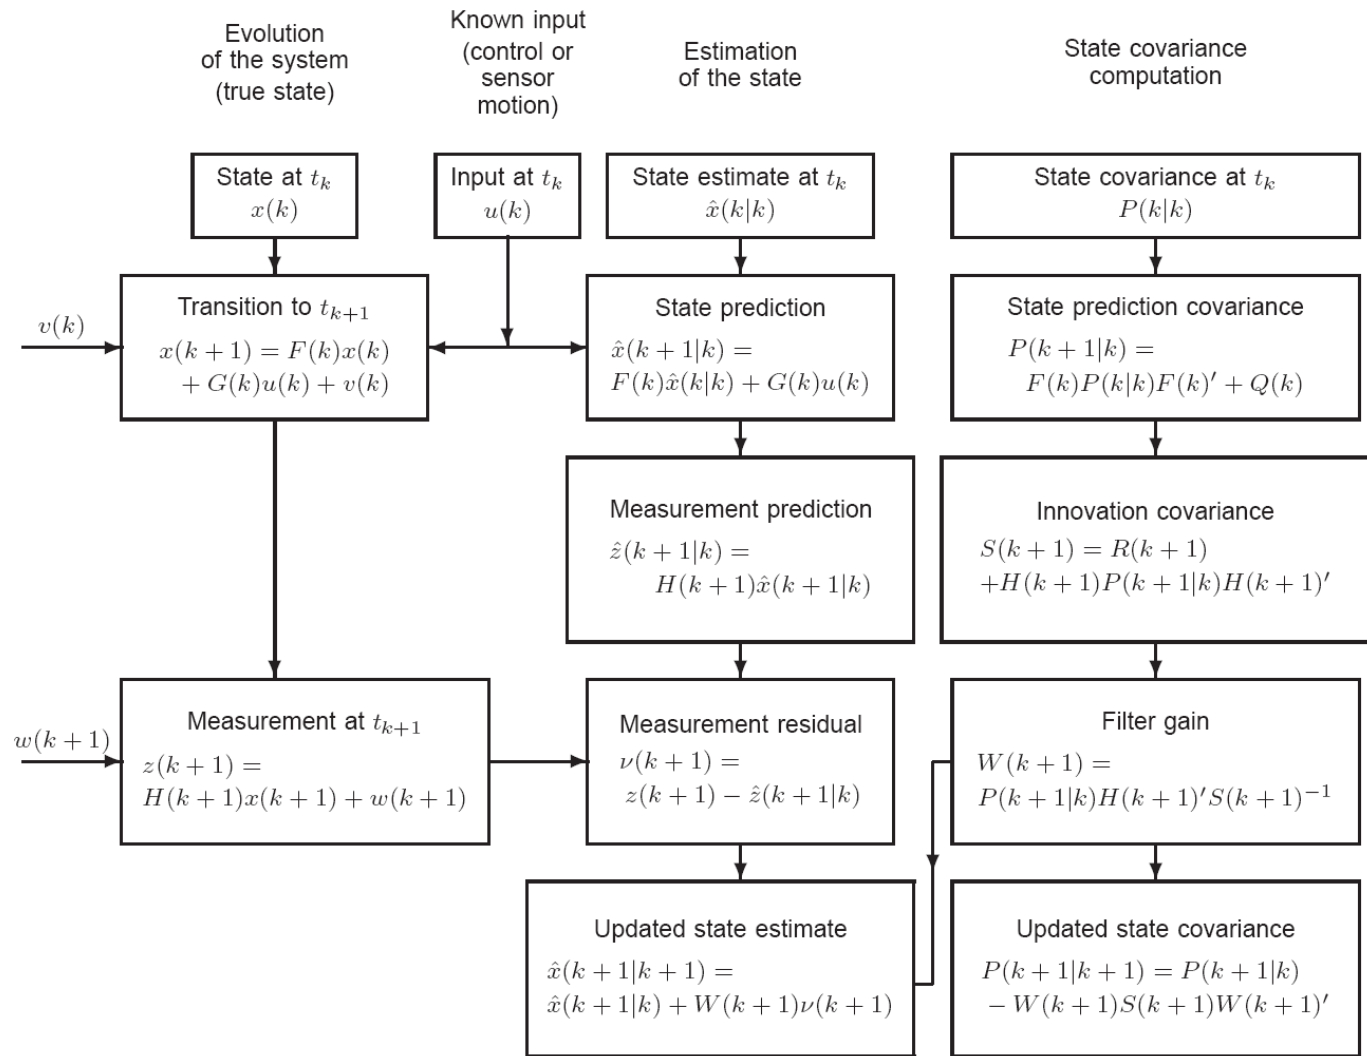 Evolution
of the system
(true state)
Known input
(control or
sensor
motion)
Estimation
of the state
State covariance
computation
State at t_k
x(k)
Input at t_k
u(k)
State estimate at t_k
x̂(k|k)
State covariance at t_k
P(k|k)
v(k)
Transition to t_{k+1}
x(k + 1) = F(k)x(k)
+ G(k)u(k) + v(k)
State prediction
x̂(k + 1|k) =
F(k)x̂(k|k) + G(k)u(k)
State prediction covariance
P(k + 1|k) =
F(k)P(k|k)F(k)′ + Q(k)
Measurement prediction
ẑ(k + 1|k) =
H(k + 1)x̂(k + 1|k)
Innovation covariance
S(k + 1) = R(k + 1)
+H(k + 1)P(k + 1|k)H(k + 1)′
w(k + 1)
Measurement at t_{k+1}
z(k + 1) =
H(k + 1)x(k + 1) + w(k + 1)
Measurement residual
ν(k + 1) =
z(k + 1) − ẑ(k + 1|k)
Filter gain
W(k + 1) =
P(k + 1|k)H(k + 1)′S(k + 1)⁻¹
Updated state estimate
x̂(k + 1|k + 1) =
x̂(k + 1|k) + W(k + 1)ν(k + 1)
Updated state covariance
P(k + 1|k + 1) = P(k + 1|k)
− W(k + 1)S(k + 1)W(k + 1)′